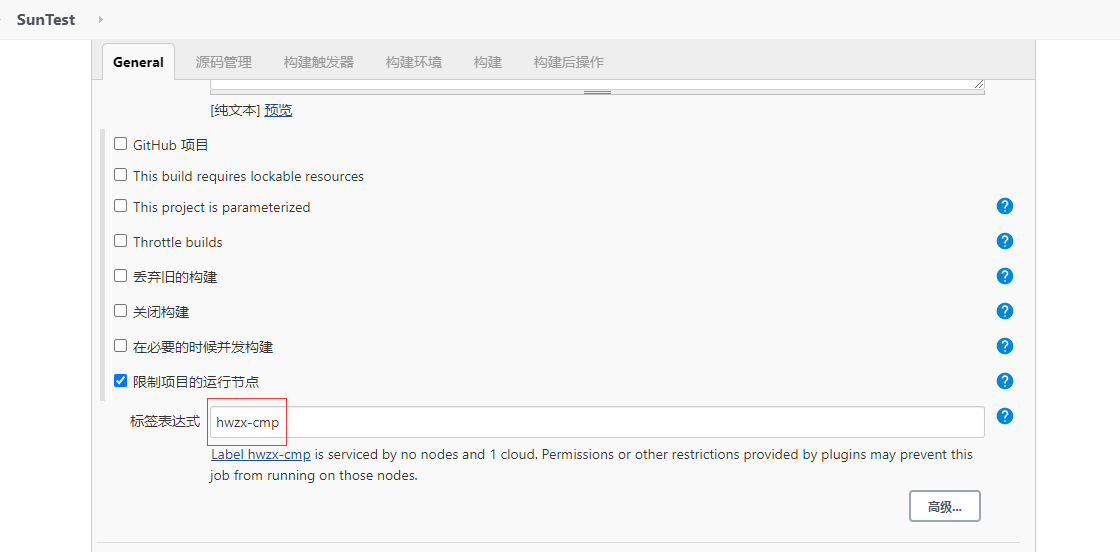 SunTest
General 源码管理 构建触发器 构建环境 构建 构建后操作
[纯文本] 预览
GitHub 项目
This build requires lockable resources
This project is parameterized
Throttle builds
丢弃旧的构建
关闭构建
在必要的时候并发构建
限制项目的运行节点
标签表达式 hwzx-cmp
Label hwzx-cmp is serviced by no nodes and 1 cloud. Permissions or other restrictions provided by plugins may prevent this
job from running on those nodes.
高级...